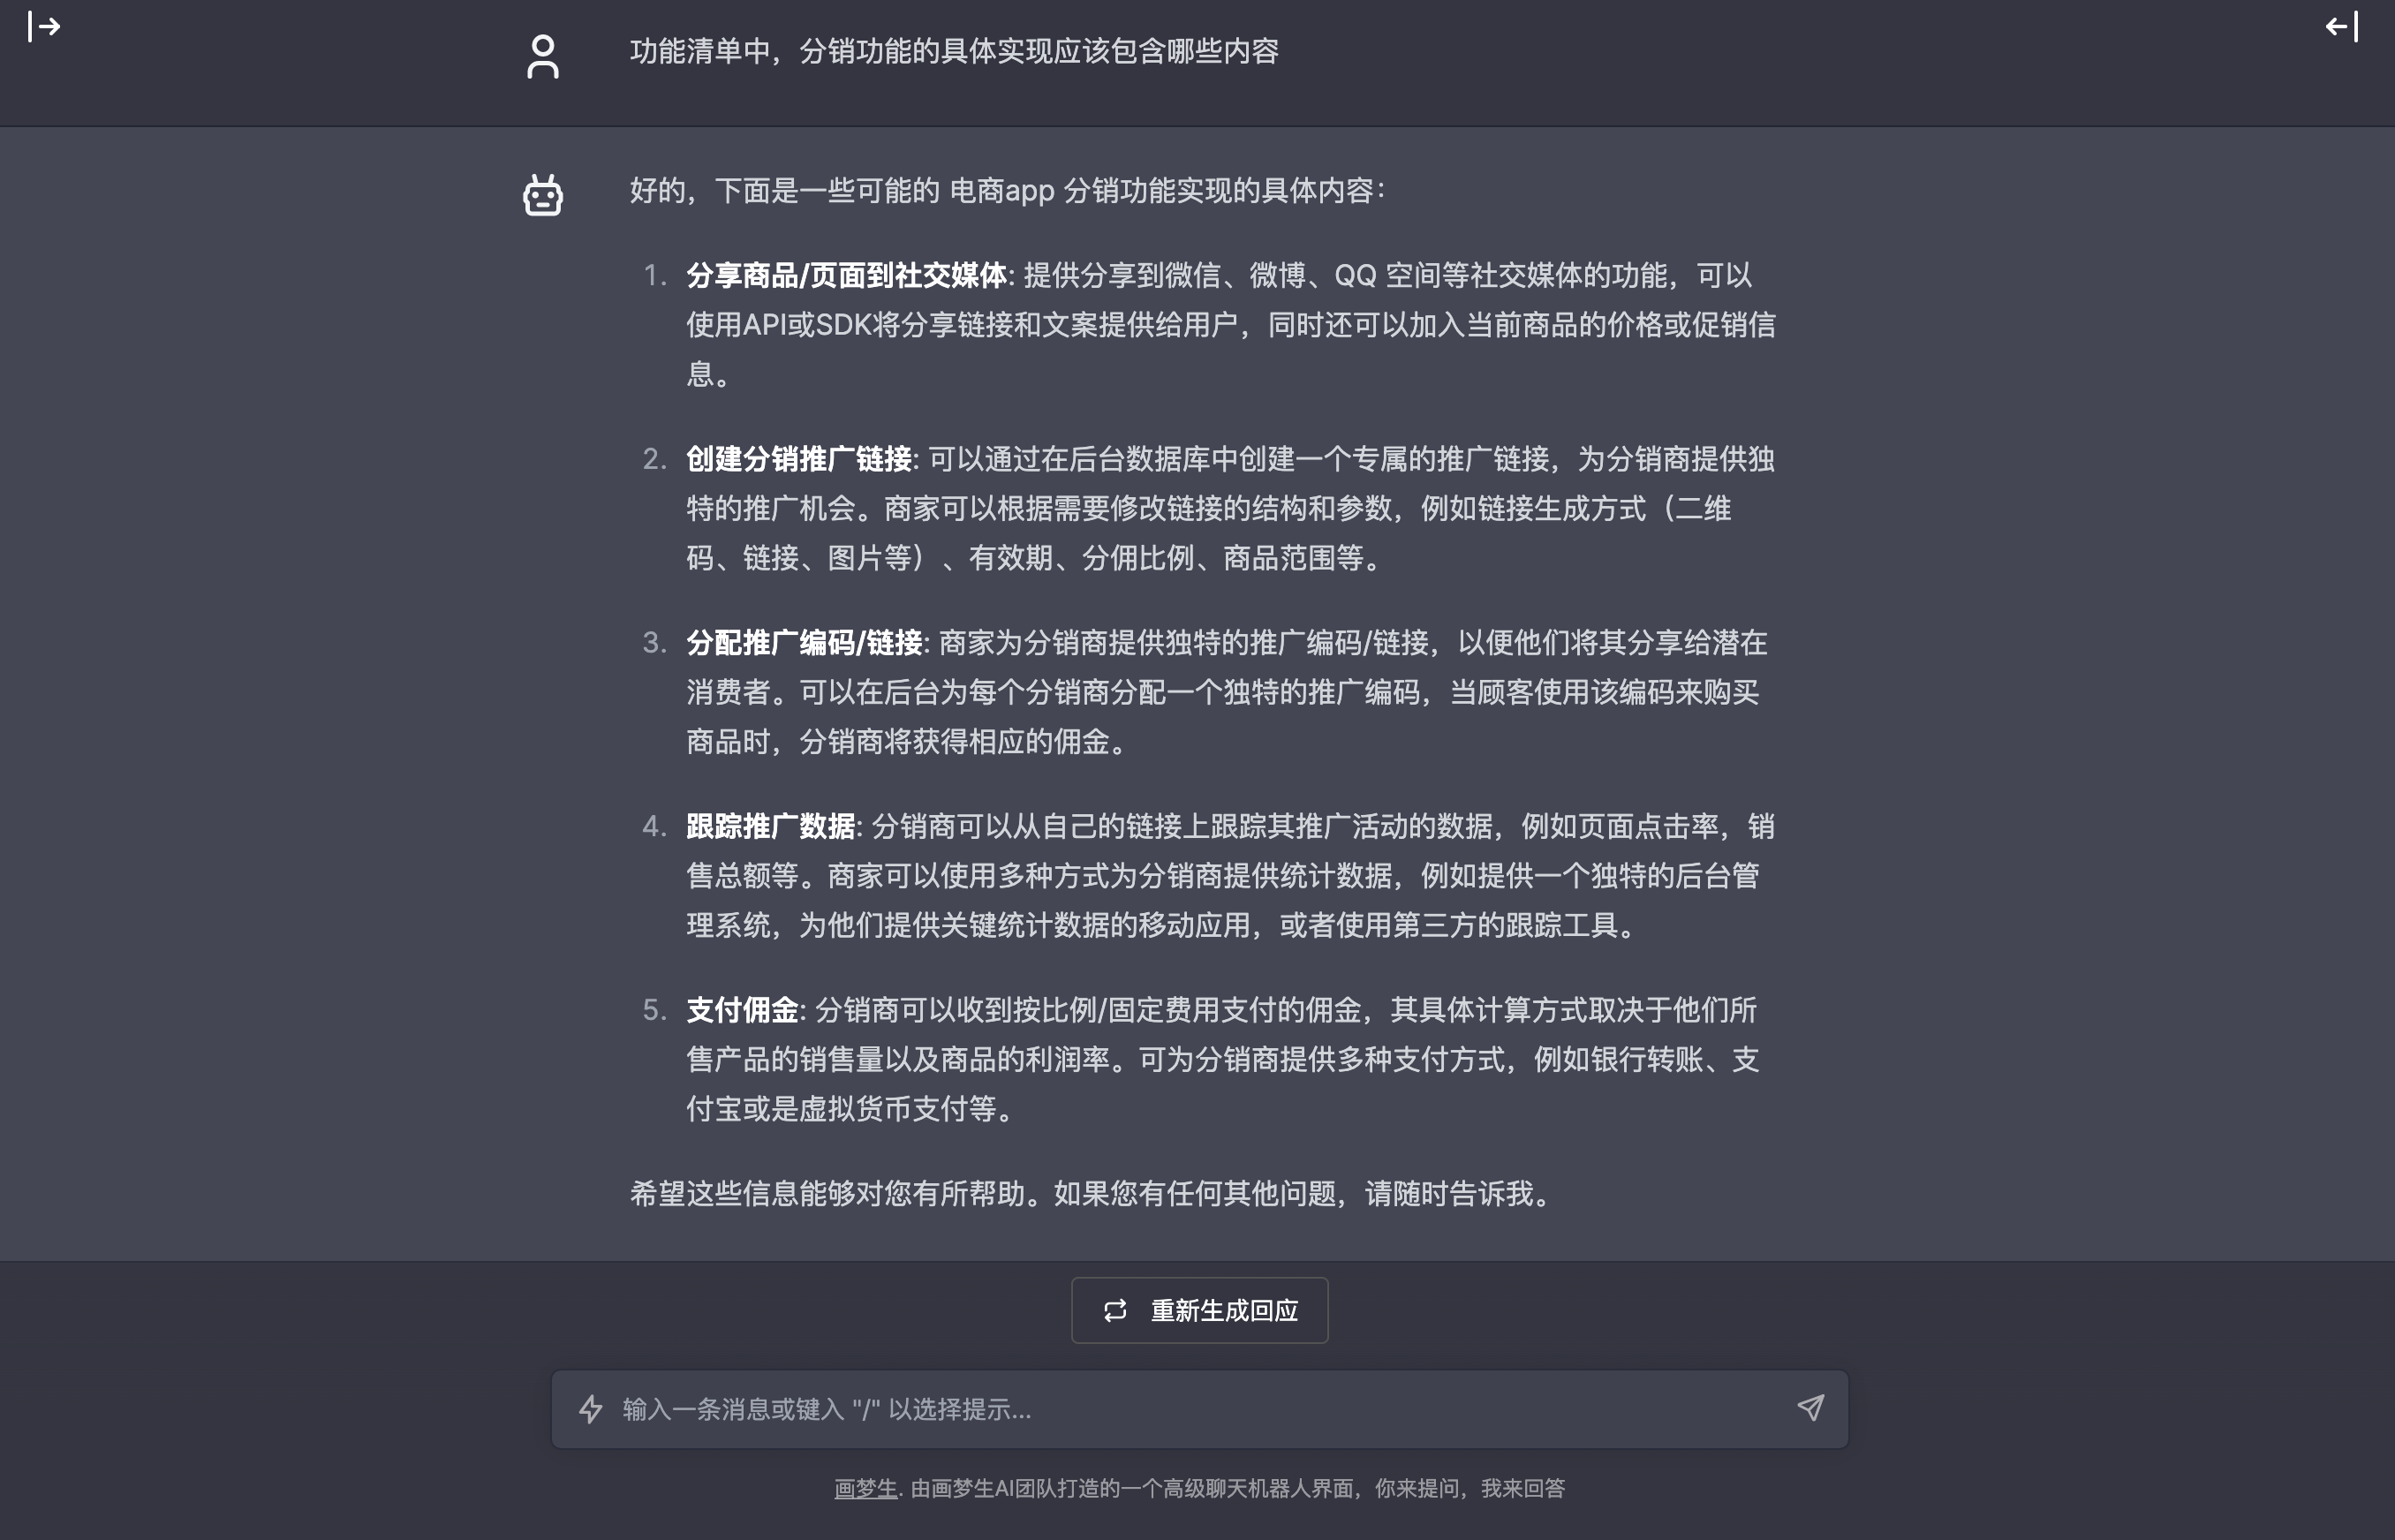 功能清单中，分销功能的具体实现应该包含哪些内容
好的，下面是一些可能的 电商app 分销功能实现的具体内容：
1. 分享商品/页面到社交媒体: 提供分享到微信、微博、QQ 空间等社交媒体的功能，可以
使用API或SDK将分享链接和文案提供给用户，同时还可以加入当前商品的价格或促销信
息。
2. 创建分销推广链接: 可以通过在后台数据库中创建一个专属的推广链接，为分销商提供独
特的推广机会。商家可以根据需要修改链接的结构和参数，例如链接生成方式（二维
码、链接、图片等）、有效期、分佣比例、商品范围等。
3. 分配推广编码/链接: 商家为分销商提供独特的推广编码/链接，以便他们将其分享给潜在
消费者。可以在后台为每个分销商分配一个独特的推广编码，当顾客使用该编码来购买
商品时，分销商将获得相应的佣金。
4. 跟踪推广数据: 分销商可以从自己的链接上跟踪其推广活动的数据，例如页面点击率，销
售总额等。商家可以使用多种方式为分销商提供统计数据，例如提供一个独特的后台管
理系统，为他们提供关键统计数据的移动应用，或者使用第三方的跟踪工具。
5. 支付佣金: 分销商可以收到按比例/固定费用支付的佣金，其具体计算方式取决于他们所
售产品的销售量以及商品的利润率。可为分销商提供多种支付方式，例如银行转账、支
付宝或是虚拟货币支付等。
希望这些信息能够对您有所帮助。如果您有任何其他问题，请随时告诉我。
重新生成回应
输入一条消息或键入 "/" 以选择提示...
画梦生. 由画梦生AI团队打造的一个高级聊天机器人界面，你来提问，我来回答